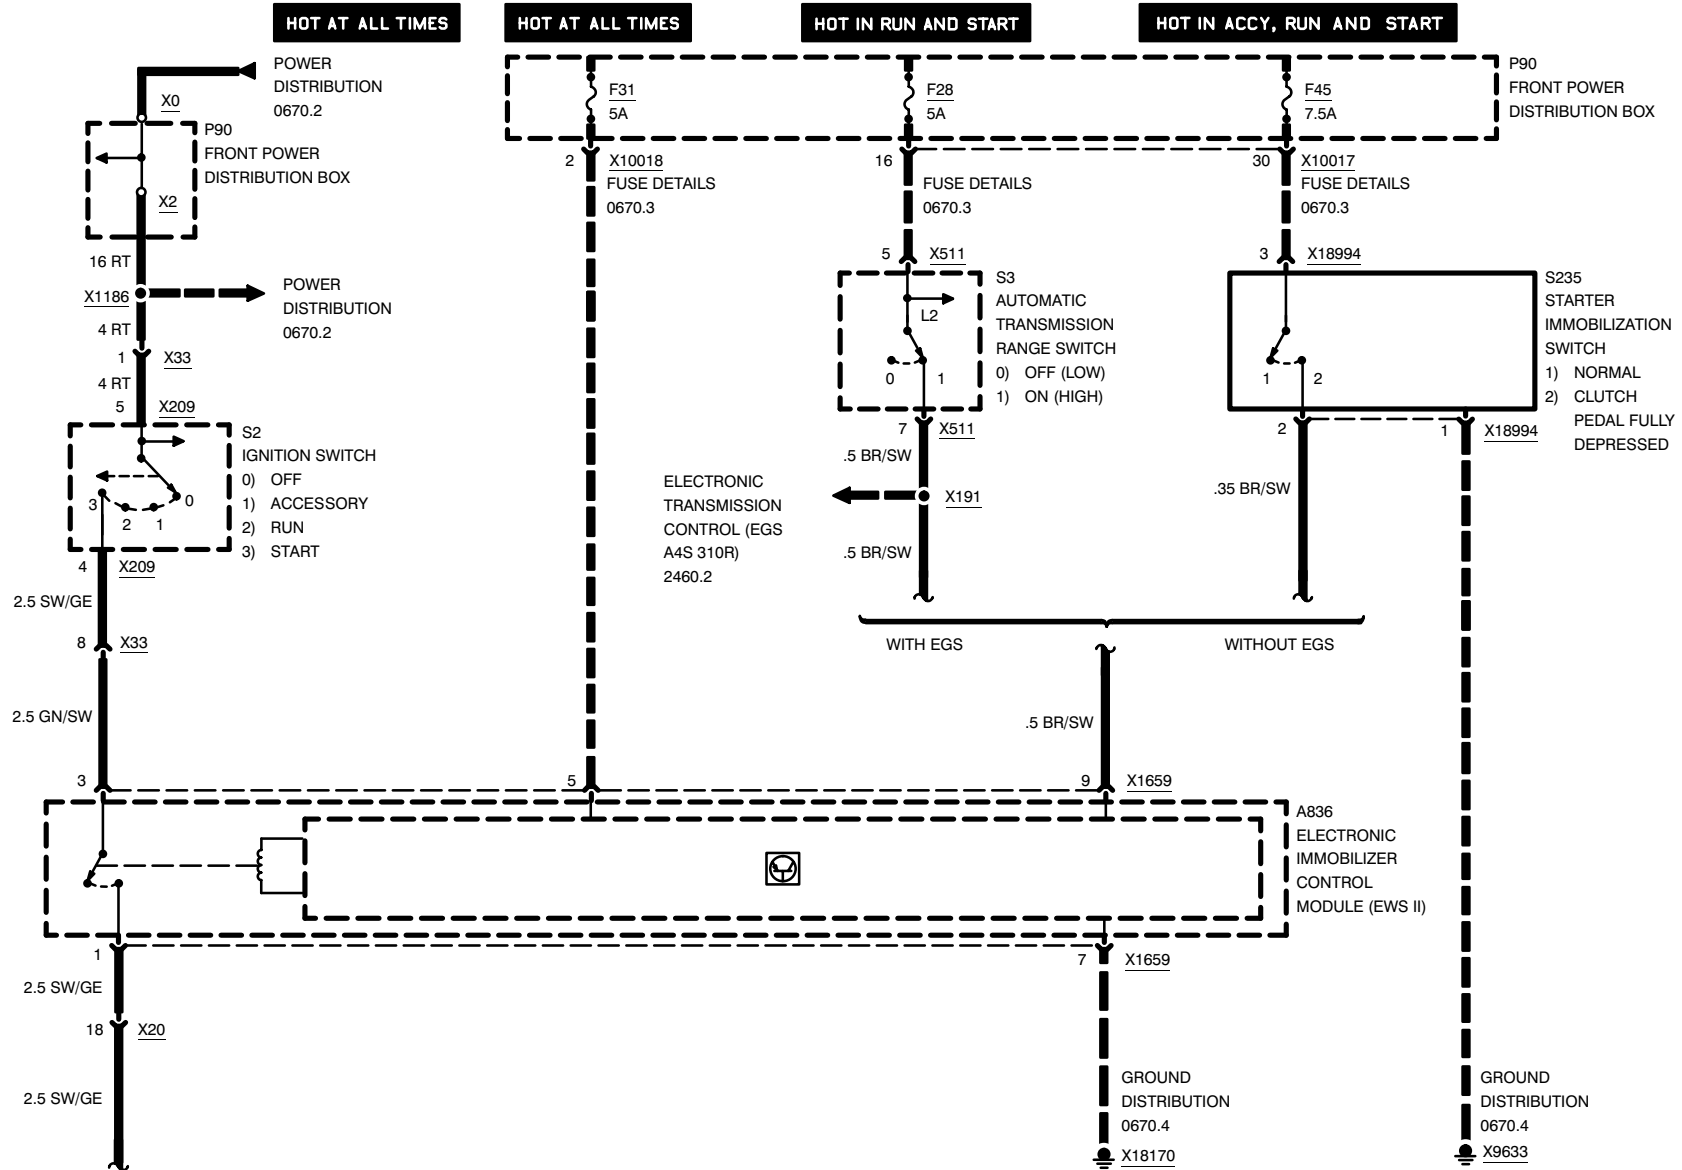 HOT AT ALL TIMES
HOT AT ALL TIMES
HOT IN RUN AND START
HOT IN ACCY, RUN AND START
POWER
DISTRIBUTION
0670.2
X0
P90
FRONT POWER
DISTRIBUTION BOX
X2
16 RT
X1186
POWER
DISTRIBUTION
0670.2
4 RT
1
X33
4 RT
5
X209
S2
IGNITION SWITCH
0) OFF
1) ACCESSORY
2) RUN
3) START
3
2
1
0
4
X209
2.5 SW/GE
8
X33
2.5 GN/SW
3
F31
5A
F28
5A
F45
7.5A
P90
FRONT POWER
DISTRIBUTION BOX
2
X10018
FUSE DETAILS
0670.3
16
FUSE DETAILS
0670.3
30
X10017
FUSE DETAILS
0670.3
5
X511
S3
AUTOMATIC
TRANSMISSION
RANGE SWITCH
0) OFF (LOW)
1) ON (HIGH)
L2
0
1
7
X511
.5 BR/SW
ELECTRONIC
TRANSMISSION
CONTROL (EGS
A4S 310R)
2460.2
X191
.5 BR/SW
3
X18994
S235
STARTER
IMMOBILIZATION
SWITCH
1) NORMAL
2) CLUTCH
PEDAL FULLY
DEPRESSED
1
2
2
1
X18994
.35 BR/SW
WITH EGS
WITHOUT EGS
.5 BR/SW
5
9
X1659
A836
ELECTRONIC
IMMOBILIZER
CONTROL
MODULE (EWS II)
1
7
X1659
2.5 SW/GE
18
X20
2.5 SW/GE
GROUND
DISTRIBUTION
0670.4
X18170
GROUND
DISTRIBUTION
0670.4
X9633